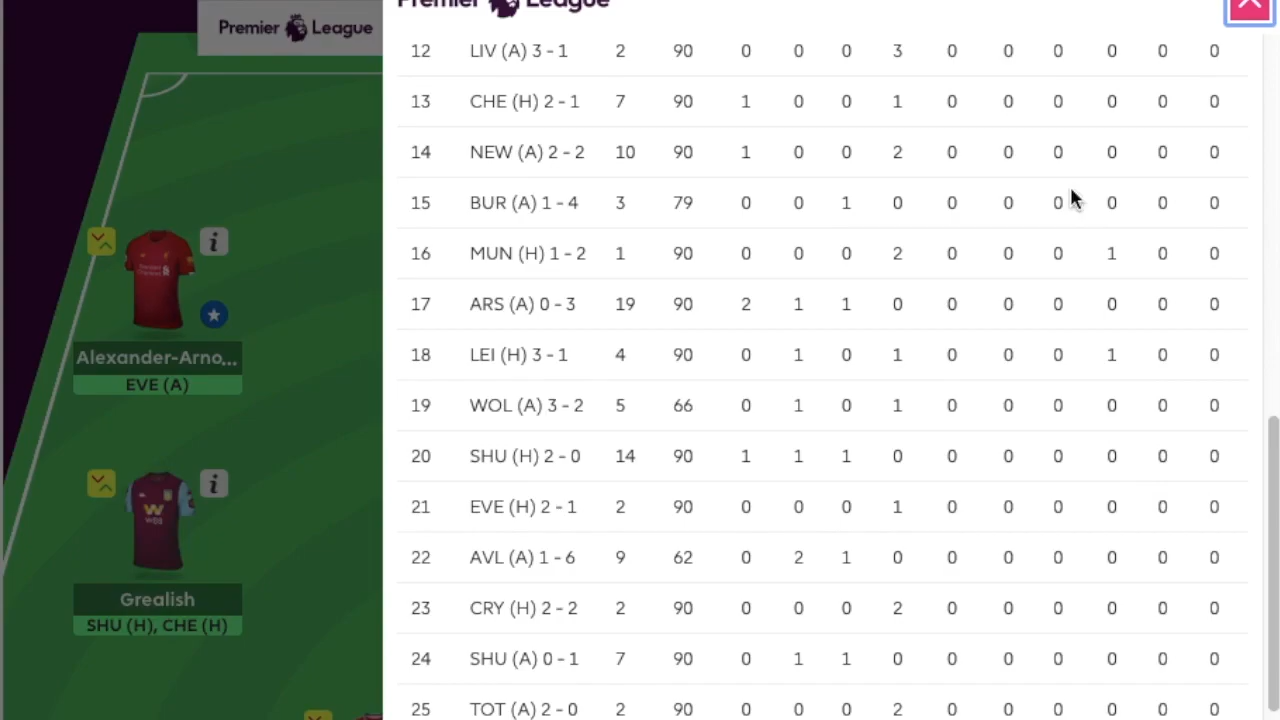 Premier League
Premier League
12 LIV (A) 3 - 1 2 90 0 0 0 3 0 0 0 0 0 0
13 CHE (H) 2 - 1 7 90 1 0 0 1 0 0 0 0 0 0
14 NEW (A) 2 - 2 10 90 1 0 0 2 0 0 0 0 0 0
15 BUR (A) 1 - 4 3 79 0 0 1 0 0 0 0 0 0 0
16 MUN (H) 1 - 2 1 90 0 0 0 2 0 0 0 1 0 0
17 ARS (A) 0 - 3 19 90 2 1 1 0 0 0 0 0 0 0
18 LEI (H) 3 - 1 4 90 0 1 0 1 0 0 0 1 0 0
19 WOL (A) 3 - 2 5 66 0 1 0 1 0 0 0 0 0 0
20 SHU (H) 2 - 0 14 90 1 1 1 0 0 0 0 0 0 0
21 EVE (H) 2 - 1 2 90 0 0 0 1 0 0 0 0 0 0
22 AVL (A) 1 - 6 9 62 0 2 1 0 0 0 0 0 0 0
23 CRY (H) 2 - 2 2 90 0 0 0 2 0 0 0 0 0 0
24 SHU (A) 0 - 1 7 90 0 1 1 0 0 0 0 0 0 0
25 TOT (A) 2 - 0 2 90 0 0 0 2 0 0 0 0 0 0
i
Alexander-Arno...
EVE (A)
i
Grealish
SHU (H), CHE (H)